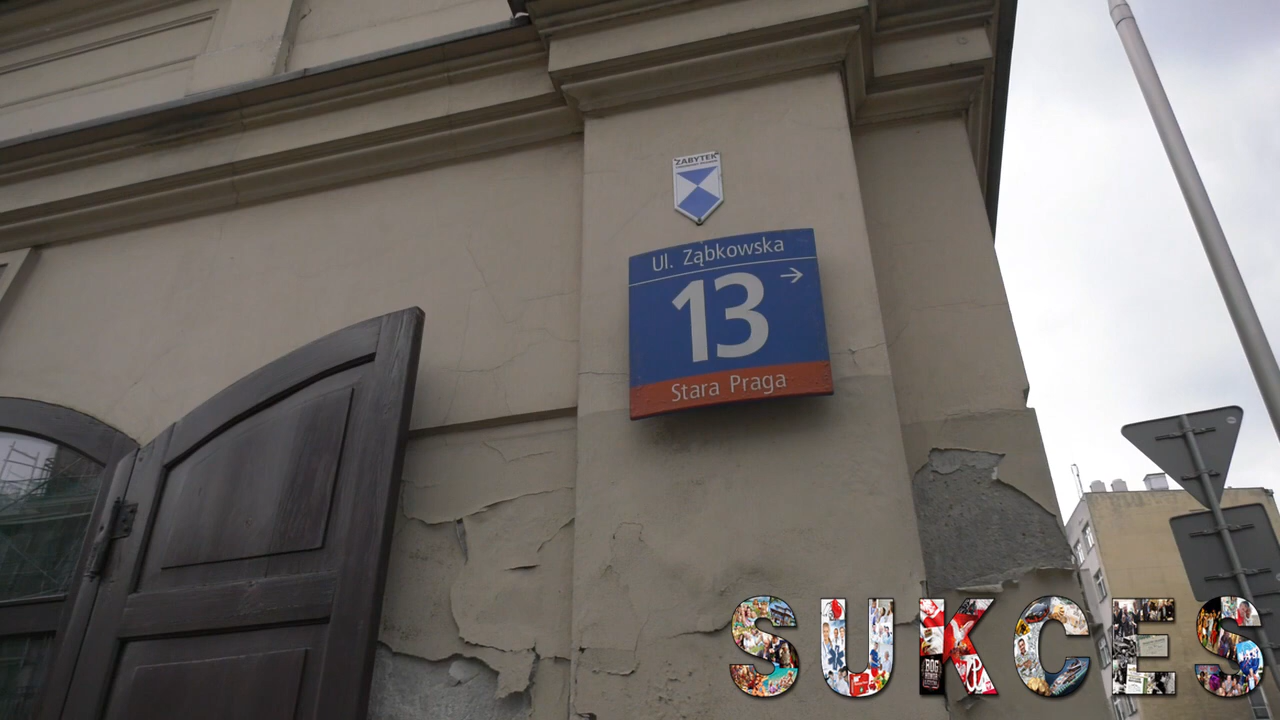 ZABYTEK
Ul. Ząbkowska
13 →
Stara Praga
SUKCES